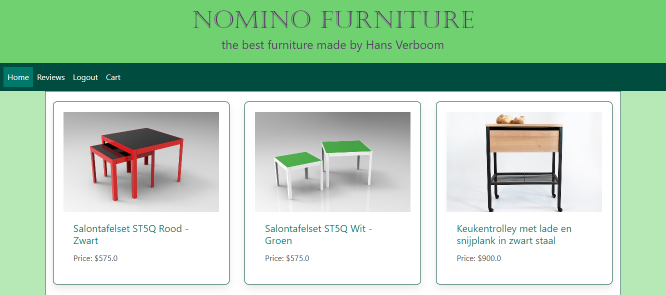 NOMINO FURNITURE
the best furniture made by Hans Verboom
Home Reviews Logout Cart
Salontafelset ST5Q Rood -
Zwart
Price: $575.0
Salontafelset ST5Q Wit -
Groen
Price: $575.0
Keukentrolley met lade en
snijplank in zwart staal
Price: $900.0